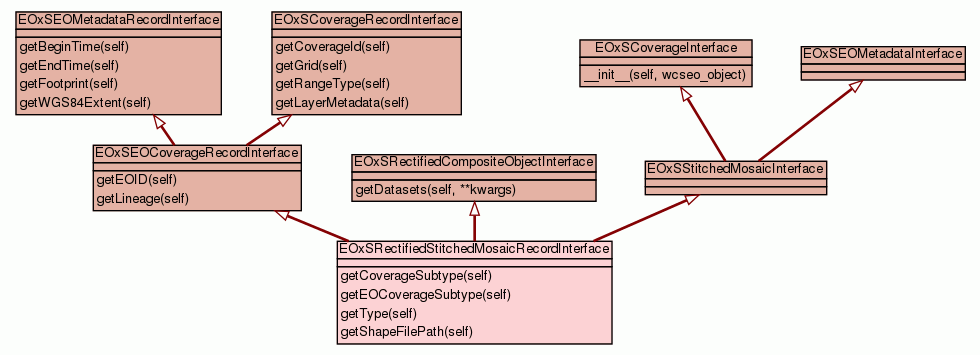 EOxSEOMetadataRecordInterface
getBeginTime(self)
getEndTime(self)
getFootprint(self)
getWGS84Extent(self)
EOxSCoverageRecordInterface
getCoverageId(self)
getGrid(self)
getRangeType(self)
getLayerMetadata(self)
EOxSCoverageInterface
__init__(self, wcseo_object)
EOxSEOMetadataInterface
EOxSEOCoverageRecordInterface
getEOID(self)
getLineage(self)
EOxSRectifiedCompositeObjectInterface
getDatasets(self, **kwargs)
EOxSStitchedMosaicInterface
EOxSRectifiedStitchedMosaicRecordInterface
getCoverageSubtype(self)
getEOCoverageSubtype(self)
getType(self)
getShapeFilePath(self)